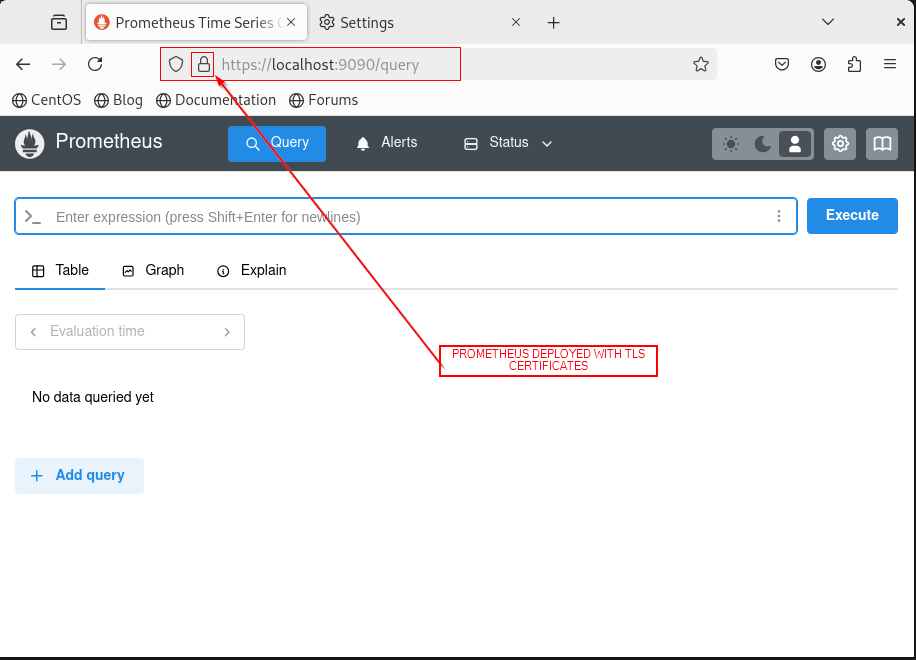 Prometheus Time Series
Settings
https://localhost:9090/query
CentOS Blog Documentation Forums
Prometheus
Query Alerts Status
Enter expression (press Shift+Enter for newlines)
Execute
Table Graph Explain
Evaluation time
PROMETHEUS DEPLOYED WITH TLS
CERTIFICATES
No data queried yet
Add query